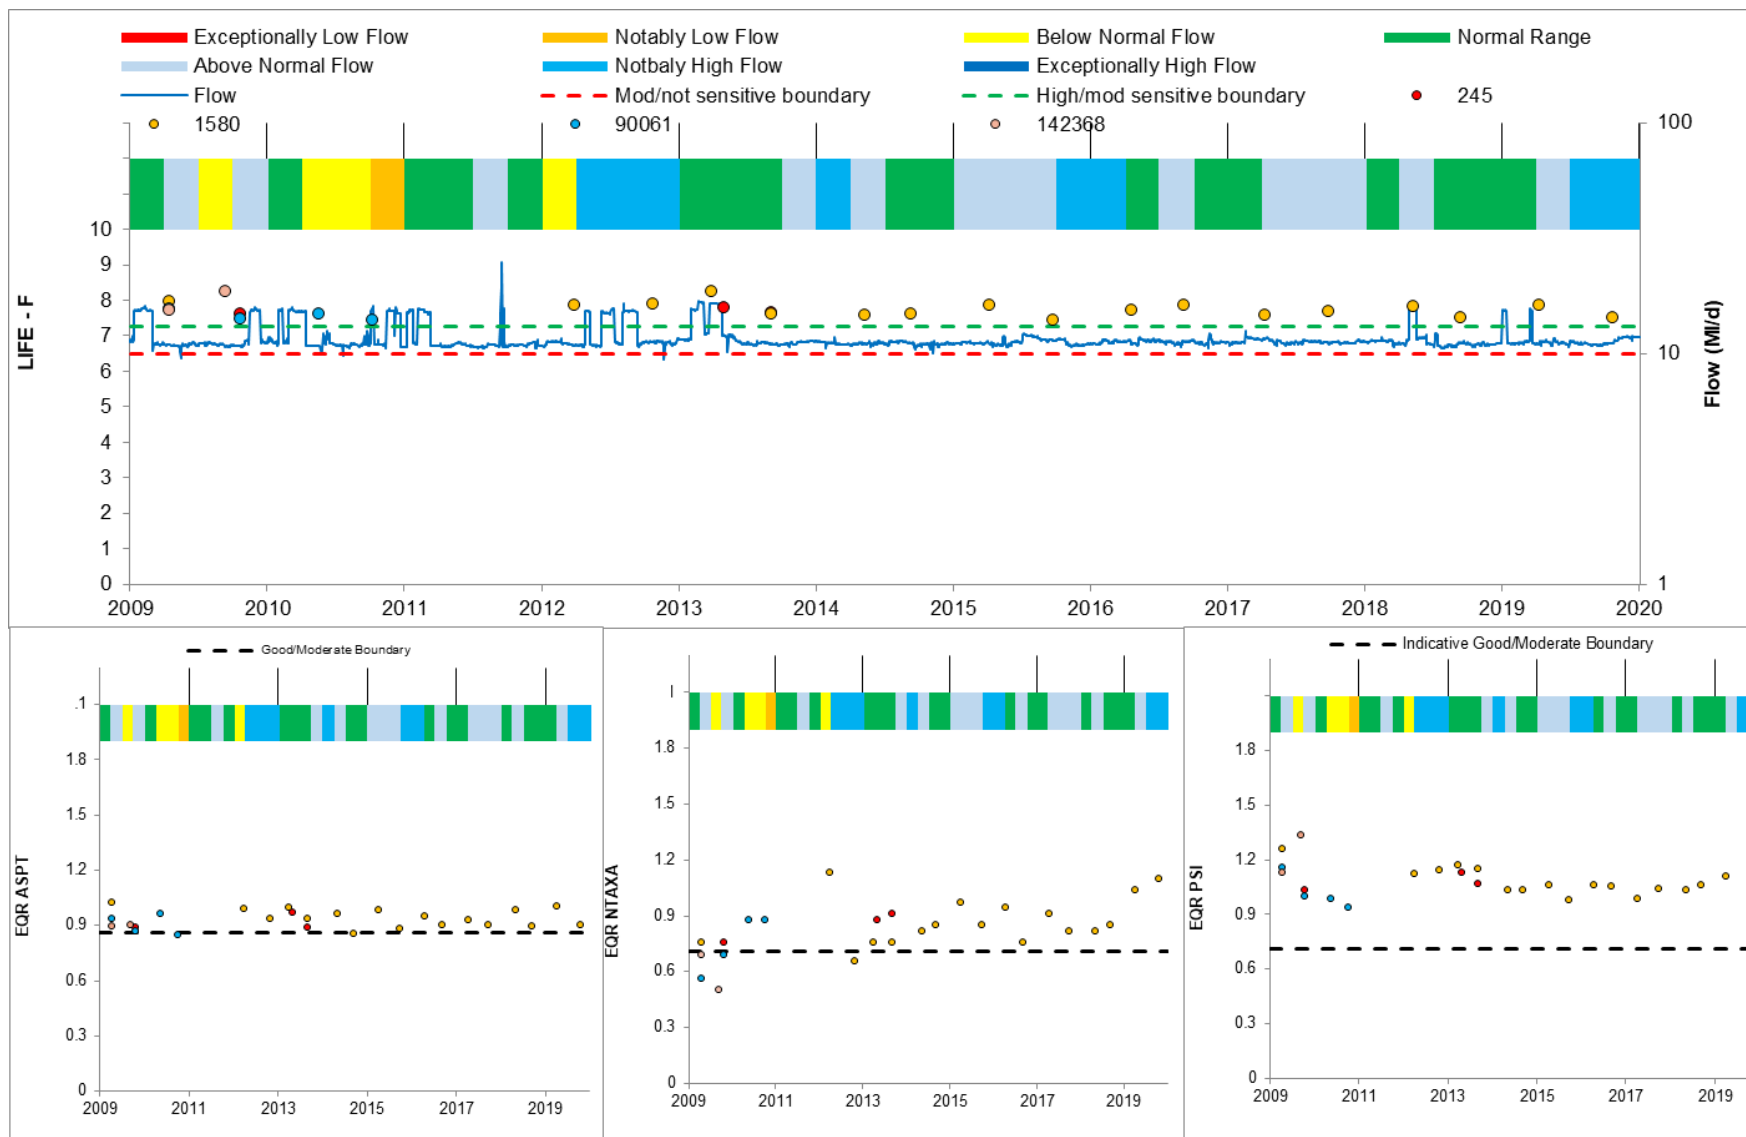 Exceptionally Low Flow Notably Low Flow Below Normal Flow Normal Range
Above Normal Flow Notbaly High Flow Exceptionally High Flow
Flow Mod/not sensitive boundary High/mod sensitive boundary 245
1580 90061 142368
100
10
9
8
7
6
5
4
3
2
1
0
LIFE - F
10
1
Flow (Ml/d)
2009 2010 2011 2012 2013 2014 2015 2016 2017 2018 2019 2020
Good/Moderate Boundary
.1
1.8
1.5
1.2
0.9
0.6
0.3
0
EQR ASPT
2009 2011 2013 2015 2017 2019
1.8
1.5
1.2
0.9
0.6
0.3
0
EQR NTAXA
2009 2011 2013 2015 2017 2019
Indicative Good/Moderate Boundary
1.8
1.5
1.2
0.9
0.6
0.3
0
EQR PSI
2009 2011 2013 2015 2017 2019